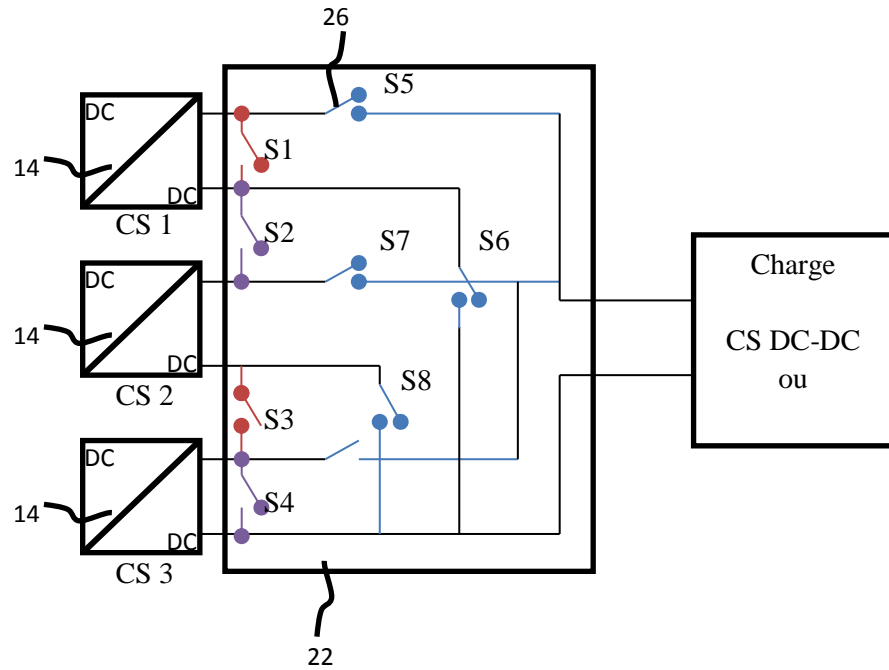 26
DC
S5
14
S1
DC
CS 1
S2
S7
S6
Charge
CS DC-DC
ou
DC
14
DC
CS 2
S8
S3
DC
14
S4
DC
CS 3
22